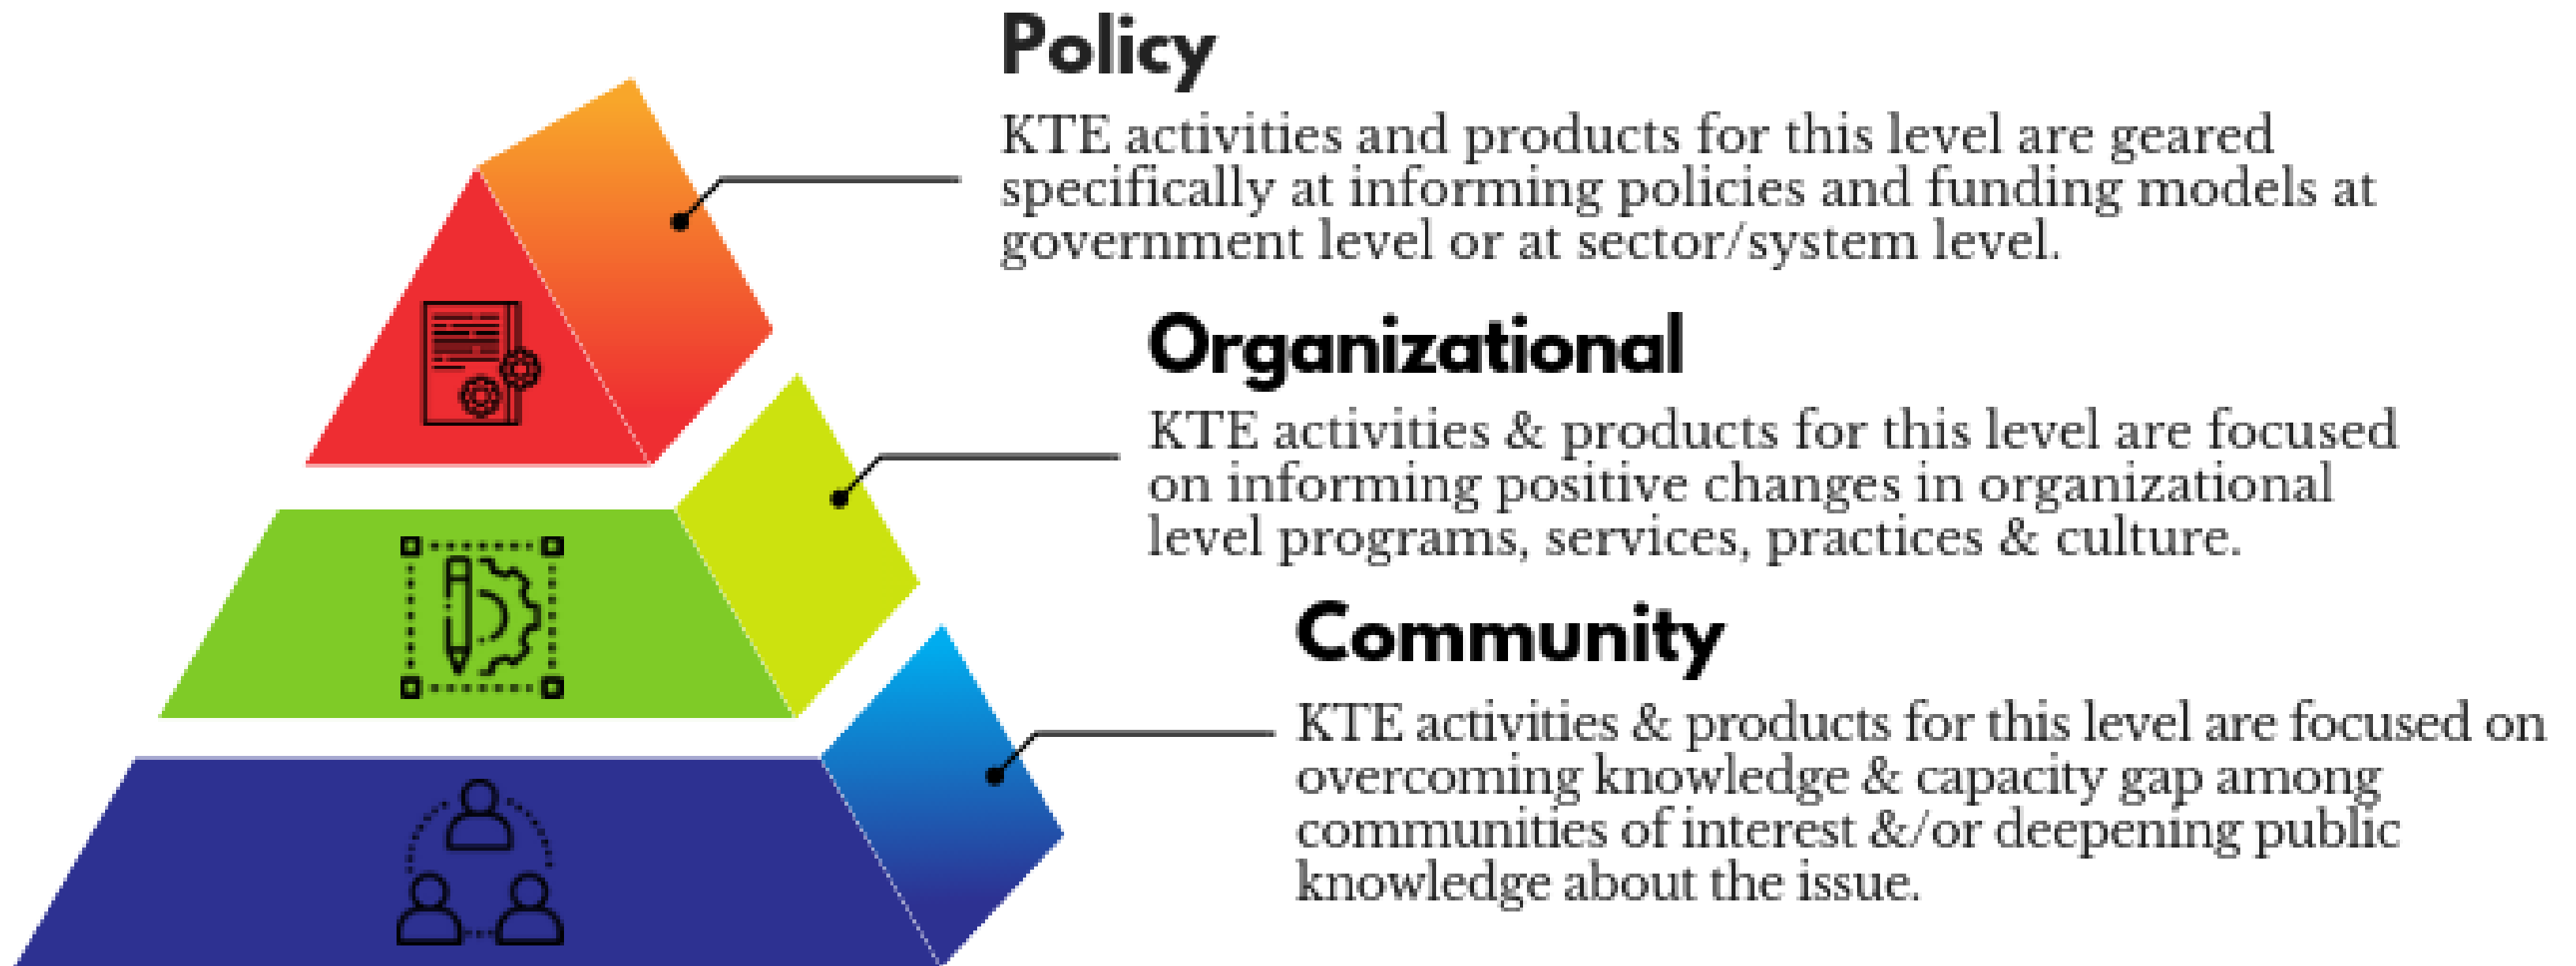 Policy
KTE activities and products for this level are geared
specifically at informing policies and funding models at
government level or at sector/system level.
Organizational
KTE activities & products for this level are focused
on informing positive changes in organizational
level programs, services, practices & culture.
Community
KTE activities & products for this level are focused on
overcoming knowledge & capacity gap among
communities of interest &/or deepening public
knowledge about the issue.